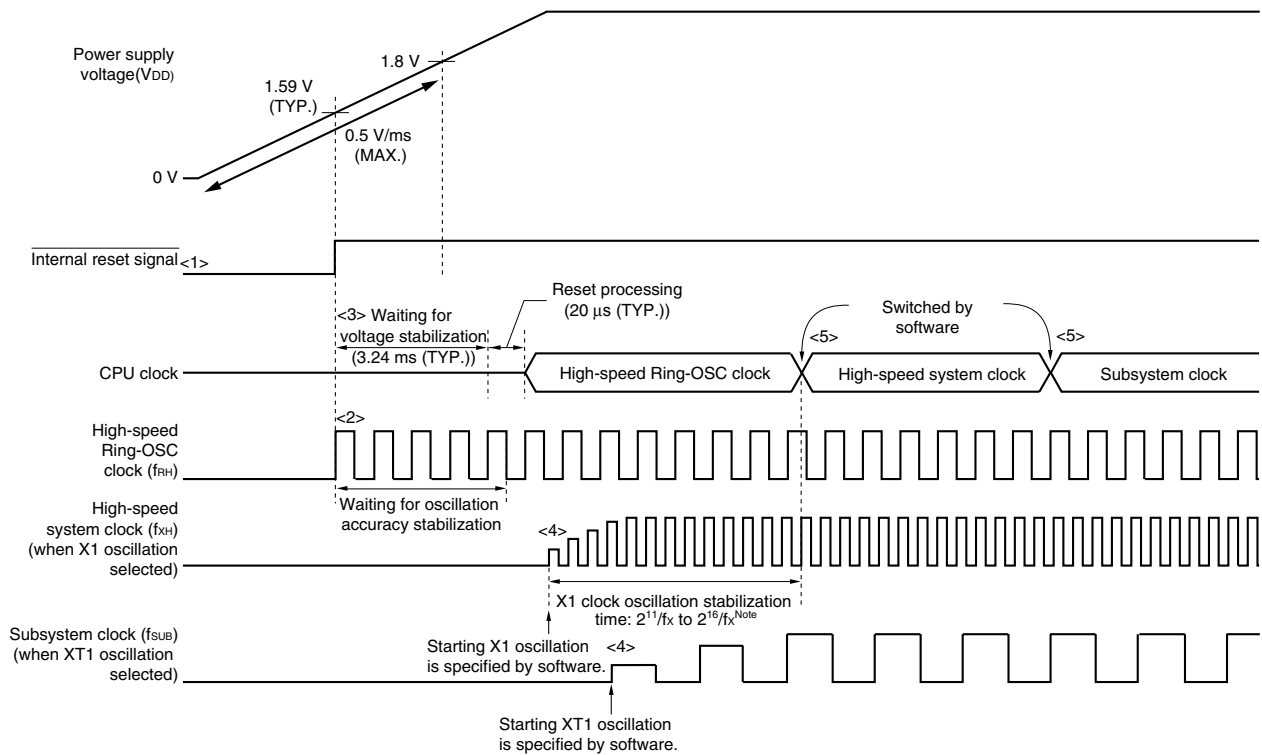 Power supply
voltage(VDD)
1.8 V
1.59 V
(TYP.)
0.5 V/ms
(MAX.)
0 V
Internal reset signal
<1>
<3> Waiting for
voltage stabilization
(3.24 ms (TYP.))
Reset processing
(20 μs (TYP.))
Switched by
software
<5>
<5>
CPU clock
High-speed Ring-OSC clock
High-speed system clock
Subsystem clock
High-speed
Ring-OSC
clock (fRH)
<2>
Waiting for oscillation
accuracy stabilization
High-speed
system clock (fXH)
(when X1 oscillation
selected)
<4>
X1 clock oscillation stabilization
time: 2^11/fX to 2^16/fX^Note
Starting X1 oscillation
is specified by software.
Subsystem clock (fSUB)
(when XT1 oscillation
selected)
<4>
Starting XT1 oscillation
is specified by software.